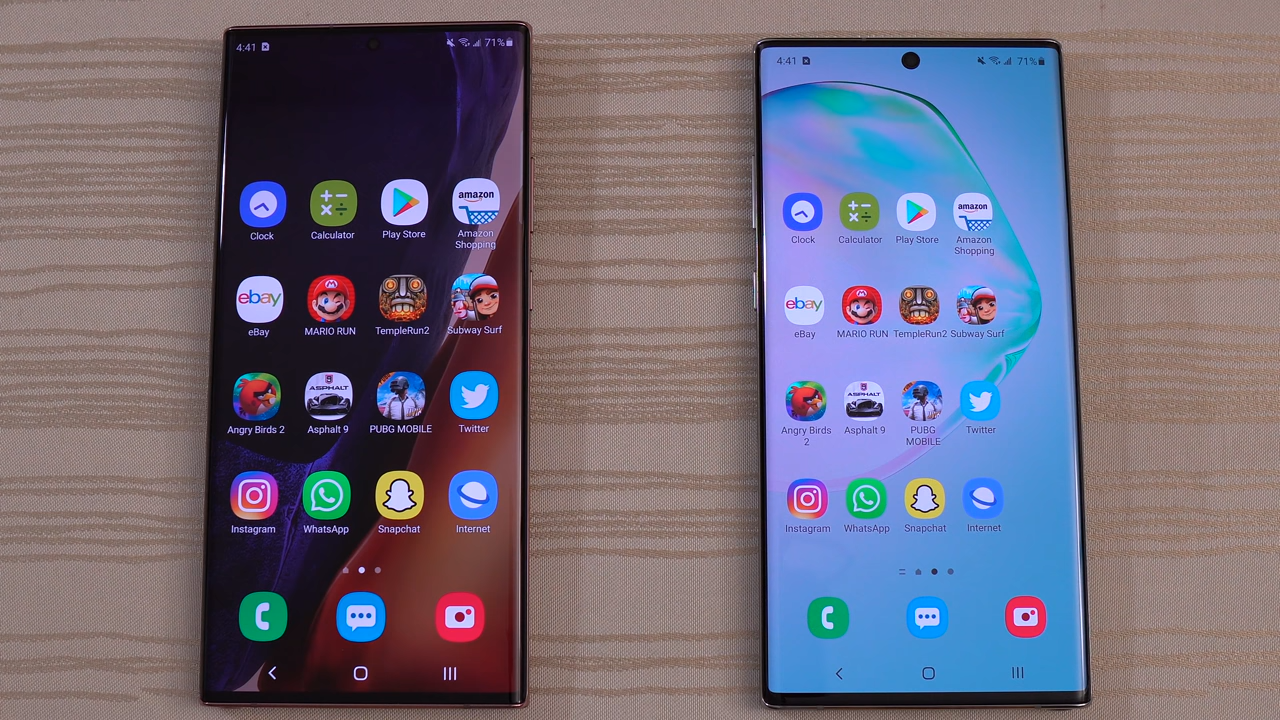 4:41
71%
Clock
Calculator
Play Store
amazon
Amazon
Shopping
ebay
eBay
MARIO RUN
TempleRun2
Subway Surf
Angry Birds 2
ASPHALT
Asphalt 9
PUBG MOBILE
Twitter
Instagram
WhatsApp
Snapchat
Internet
4:41
71%
Clock
Calculator
Play Store
amazon
Amazon
Shopping
ebay
eBay
MARIO RUN
TempleRun2
Subway Surf
Angry Birds
2
ASPHALT
Asphalt 9
PUBG
MOBILE
Twitter
Instagram
WhatsApp
Snapchat
Internet